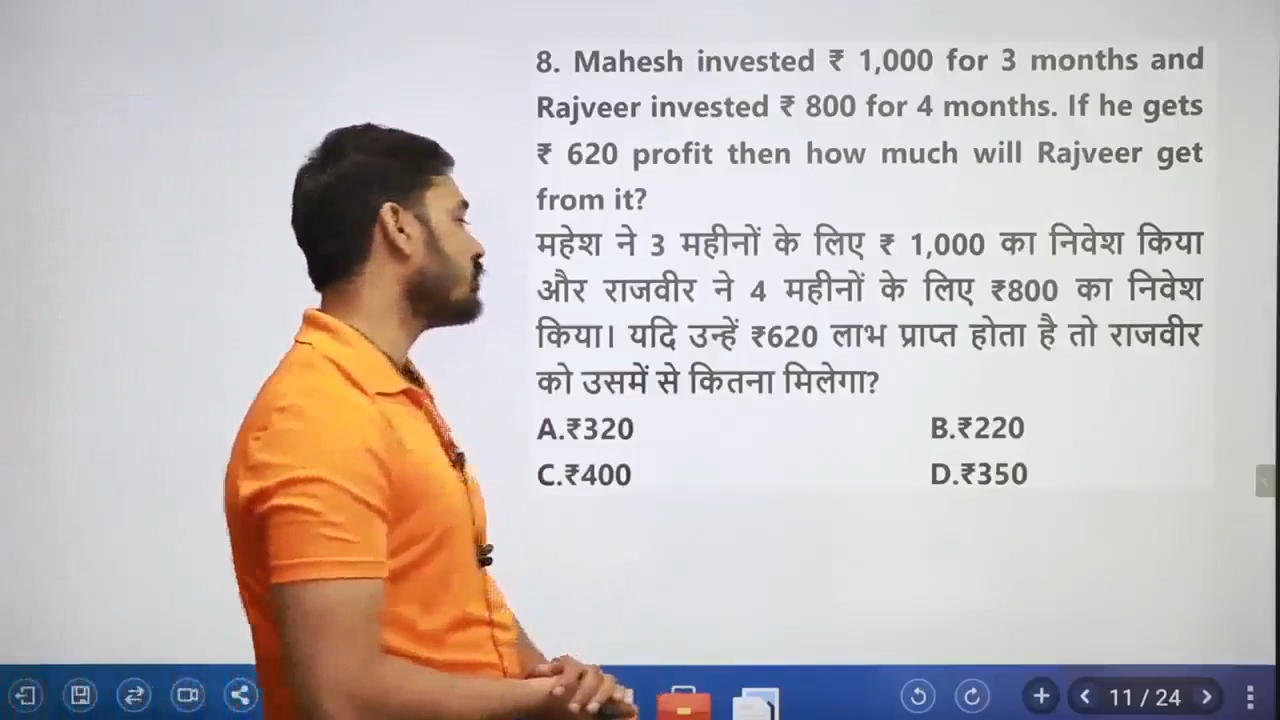 8. Mahesh invested ₹ 1,000 for 3 months and
Rajveer invested ₹ 800 for 4 months. If he gets
₹ 620 profit then how much will Rajveer get
from it?
महेश ने 3 महीनों के लिए ₹ 1,000 का निवेश किया
और राजवीर ने 4 महीनों के लिए ₹800 का निवेश
किया। यदि उन्हें ₹620 लाभ प्राप्त होता है तो राजवीर
को उसमें से कितना मिलेगा?
A.₹320 B.₹220
C.₹400 D.₹350
11 / 24